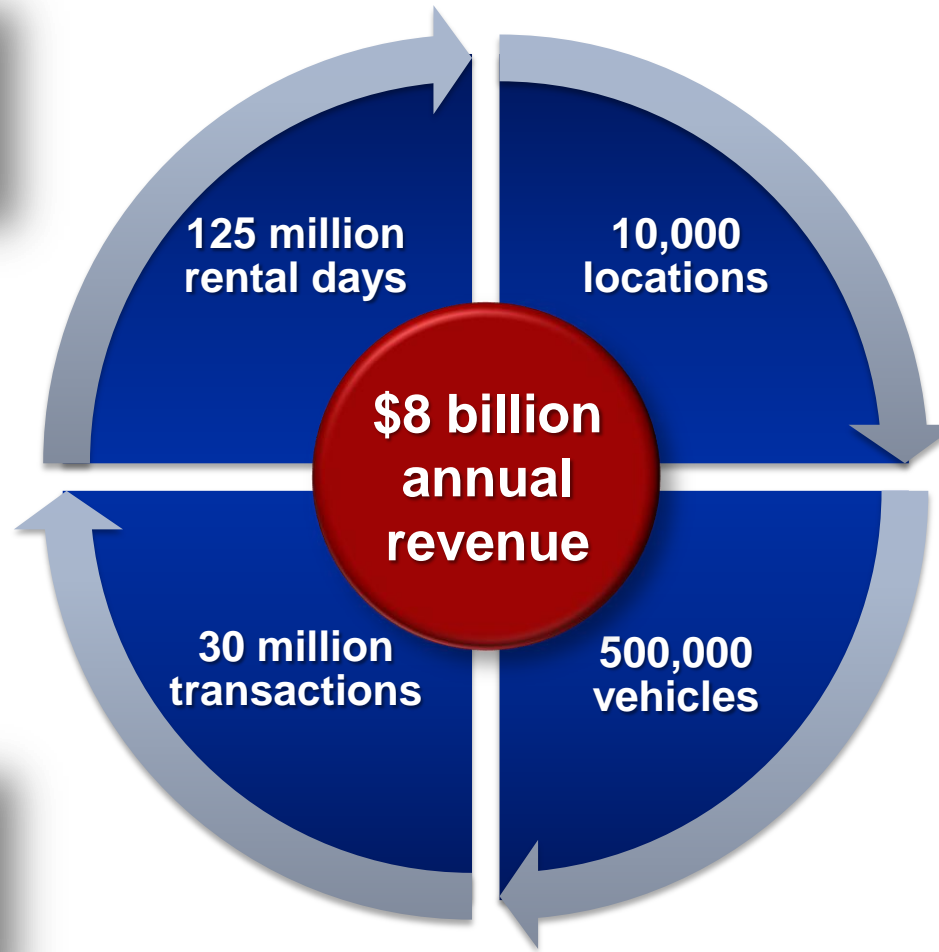 125 million
rental days
10,000
locations
$8 billion
annual
revenue
30 million
transactions
500,000
vehicles